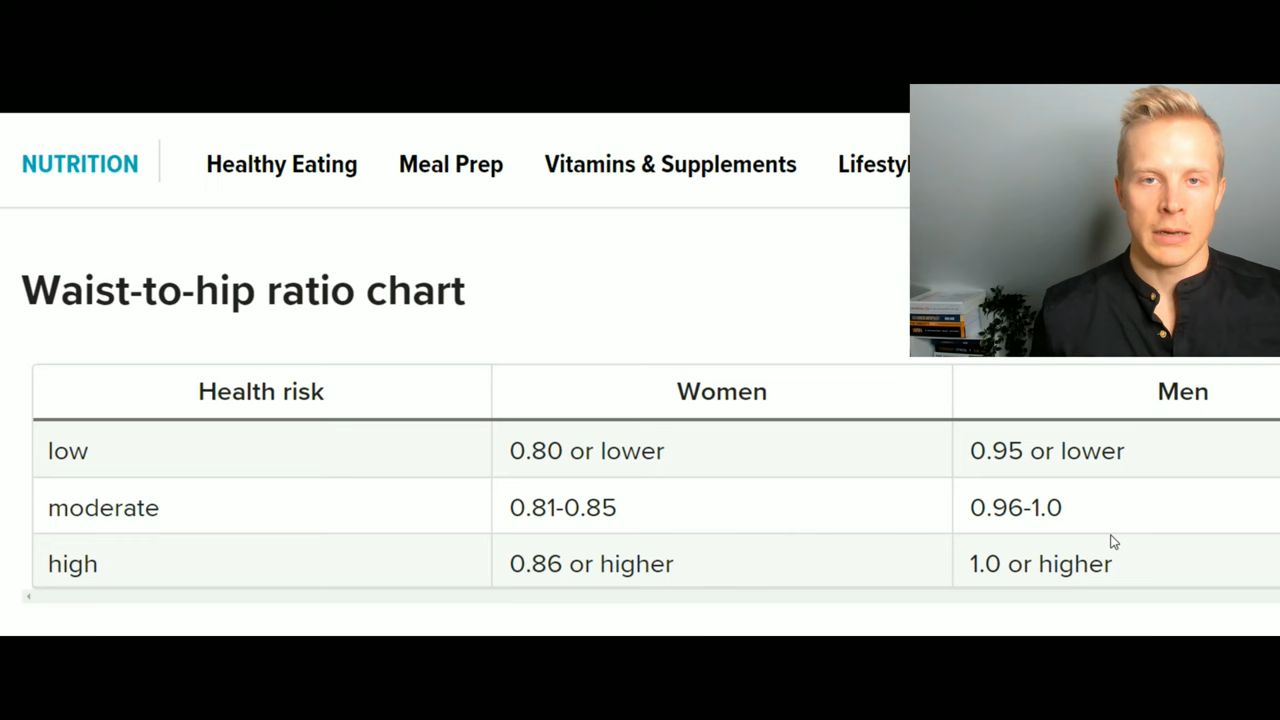 NUTRITION Healthy Eating Meal Prep Vitamins & Supplements
Waist-to-hip ratio chart
Health risk Women Men
low 0.80 or lower 0.95 or lower
moderate 0.81-0.85 0.96-1.0
high 0.86 or higher 1.0 or higher